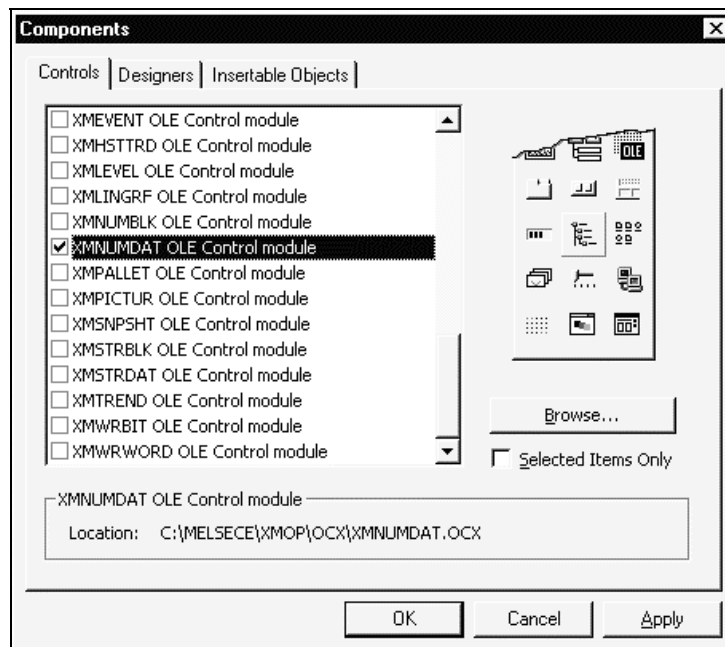 Components
Controls Designers Insertable Objects
XMEVENT OLE Control module
XMHSTTRD OLE Control module
XMLEVEL OLE Control module
XMLINGRF OLE Control module
XMNUMBLK OLE Control module
XMNUMDAT OLE Control module
XMPALLET OLE Control module
XMPICTUR OLE Control module
XMSNPSHT OLE Control module
XMSTRBLK OLE Control module
XMSTRDAT OLE Control module
XMTREND OLE Control module
XMWRBIT OLE Control module
XMWRWORD OLE Control module
OLE
Browse...
Selected Items Only
XMNUMDAT OLE Control module
Location: C:\MELSECE\XMOP\OCX\XMNUMDAT.OCX
OK Cancel Apply